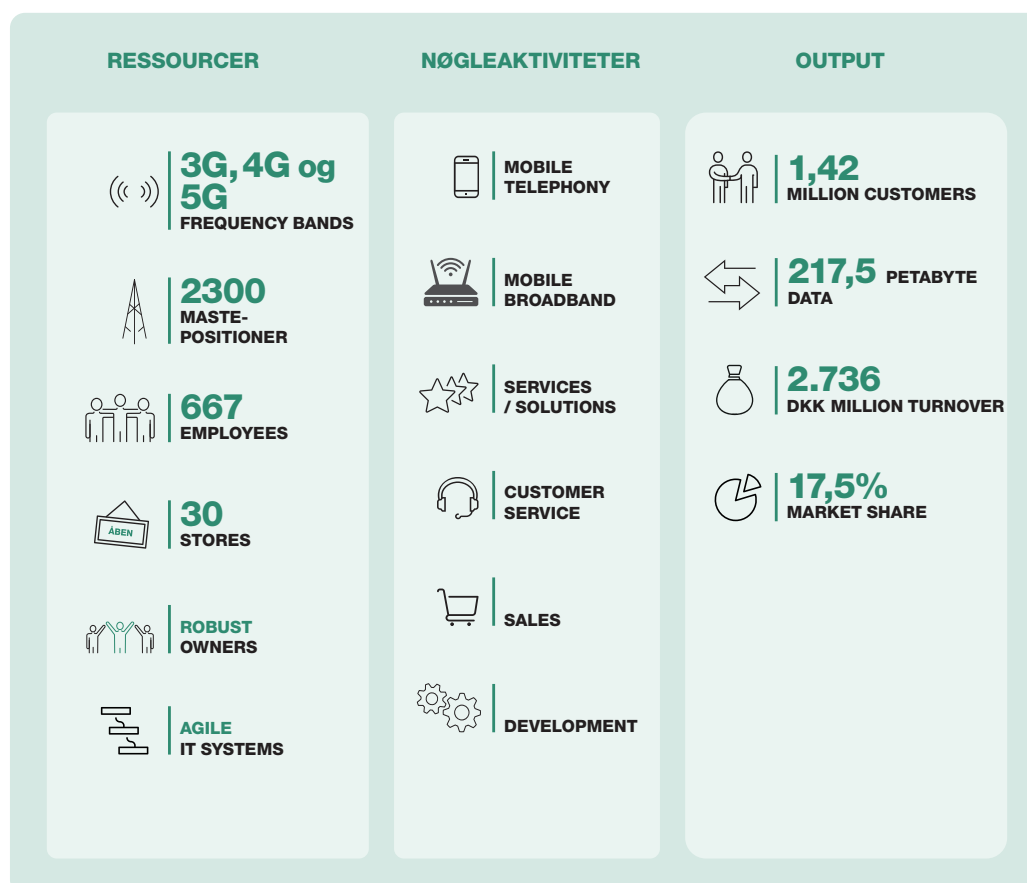 RESSOURCER
3G, 4G og
5G
FREQUENCY BANDS
2300
MASTE-
POSITIONER
667
EMPLOYEES
ÅBEN
30
STORES
ROBUST
OWNERS
AGILE
IT SYSTEMS
NØGLEAKTIVITETER
MOBILE
TELEPHONY
MOBILE
BROADBAND
SERVICES
/ SOLUTIONS
CUSTOMER
SERVICE
SALES
DEVELOPMENT
OUTPUT
1,42
MILLION CUSTOMERS
217,5 PETABYTE
DATA
2.736
DKK MILLION TURNOVER
17,5%
MARKET SHARE